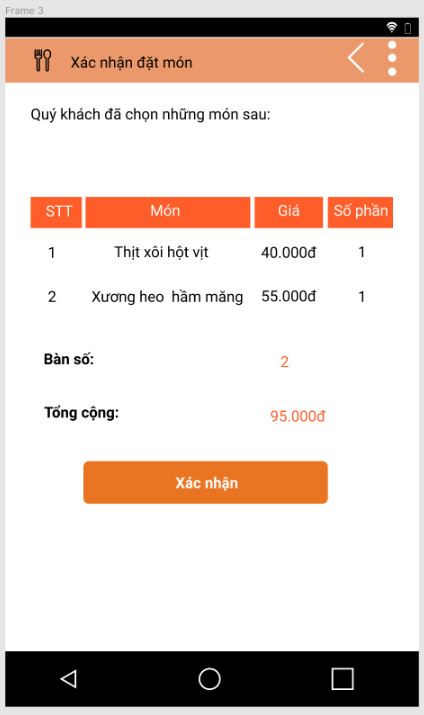 Frame 3
Xác nhận đặt món
Quý khách đã chọn những món sau:
STT Món Giá Số phần
1 Thịt xôi hột vịt 40.000đ 1
2 Xương heo hầm măng 55.000đ 1
Bàn số: 2
Tổng cộng: 95.000đ
Xác nhận